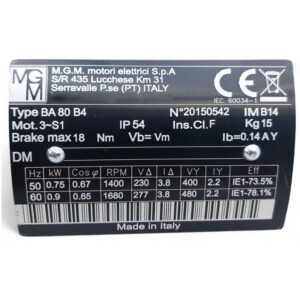 MGM
M.G.M. motori elettrici S.p.A
S/R 435 Lucchese Km 31
Serravalle P.se (PT) ITALY
CE
IEC 60034-1
Type BA 80 B4 N°20150542 IM B14
Mot.3~S1 IP 54 Ins.Cl.F Kg 15
Brake max 18 Nm Vb= Vm= Ib=0.14 A Y
DM
Hz kW Cosφ RPM V Δ I Δ V Y I Y Eff
50 0.75 0.67 1400 230 3.8 400 2.2 IE1-73.5%
60 0.9 0.68 1680 277 3.8 480 2.2 IE1-78.1%
Made in Italy